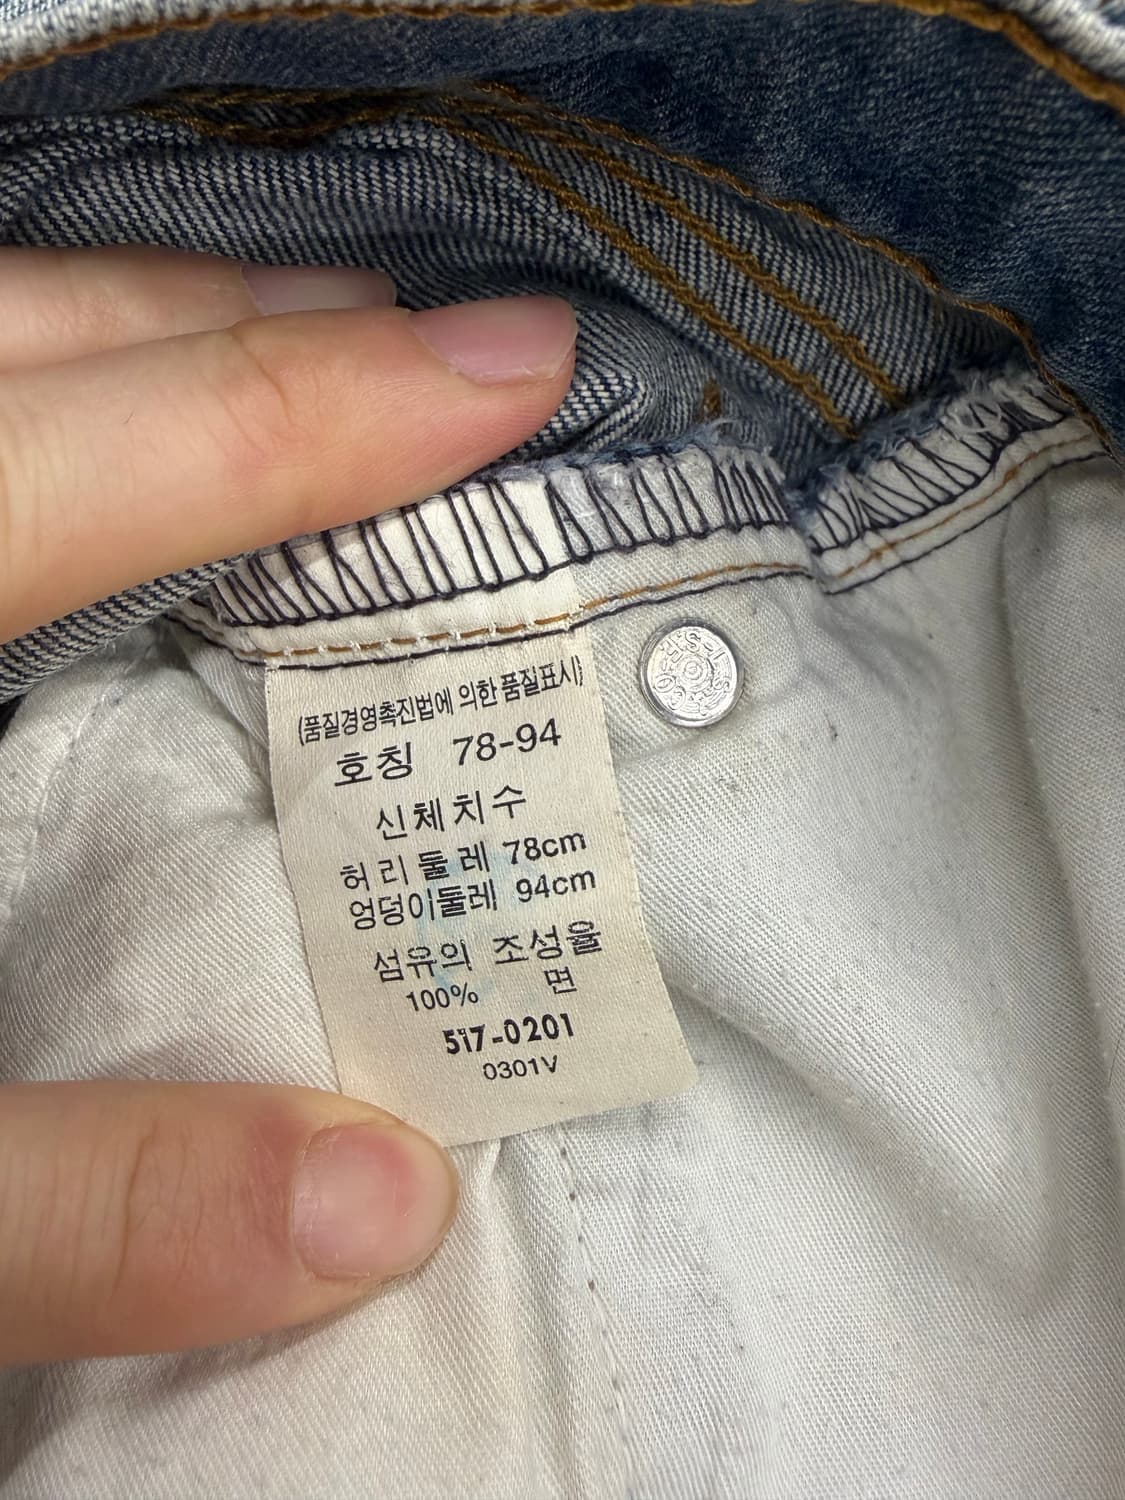 (품질경영촉진법에 의한 품질표시)
호칭 78-94
신체치수
허리둘레 78cm
엉덩이둘레 94cm
섬유의 조성율
100% 면
517-0201
0301V